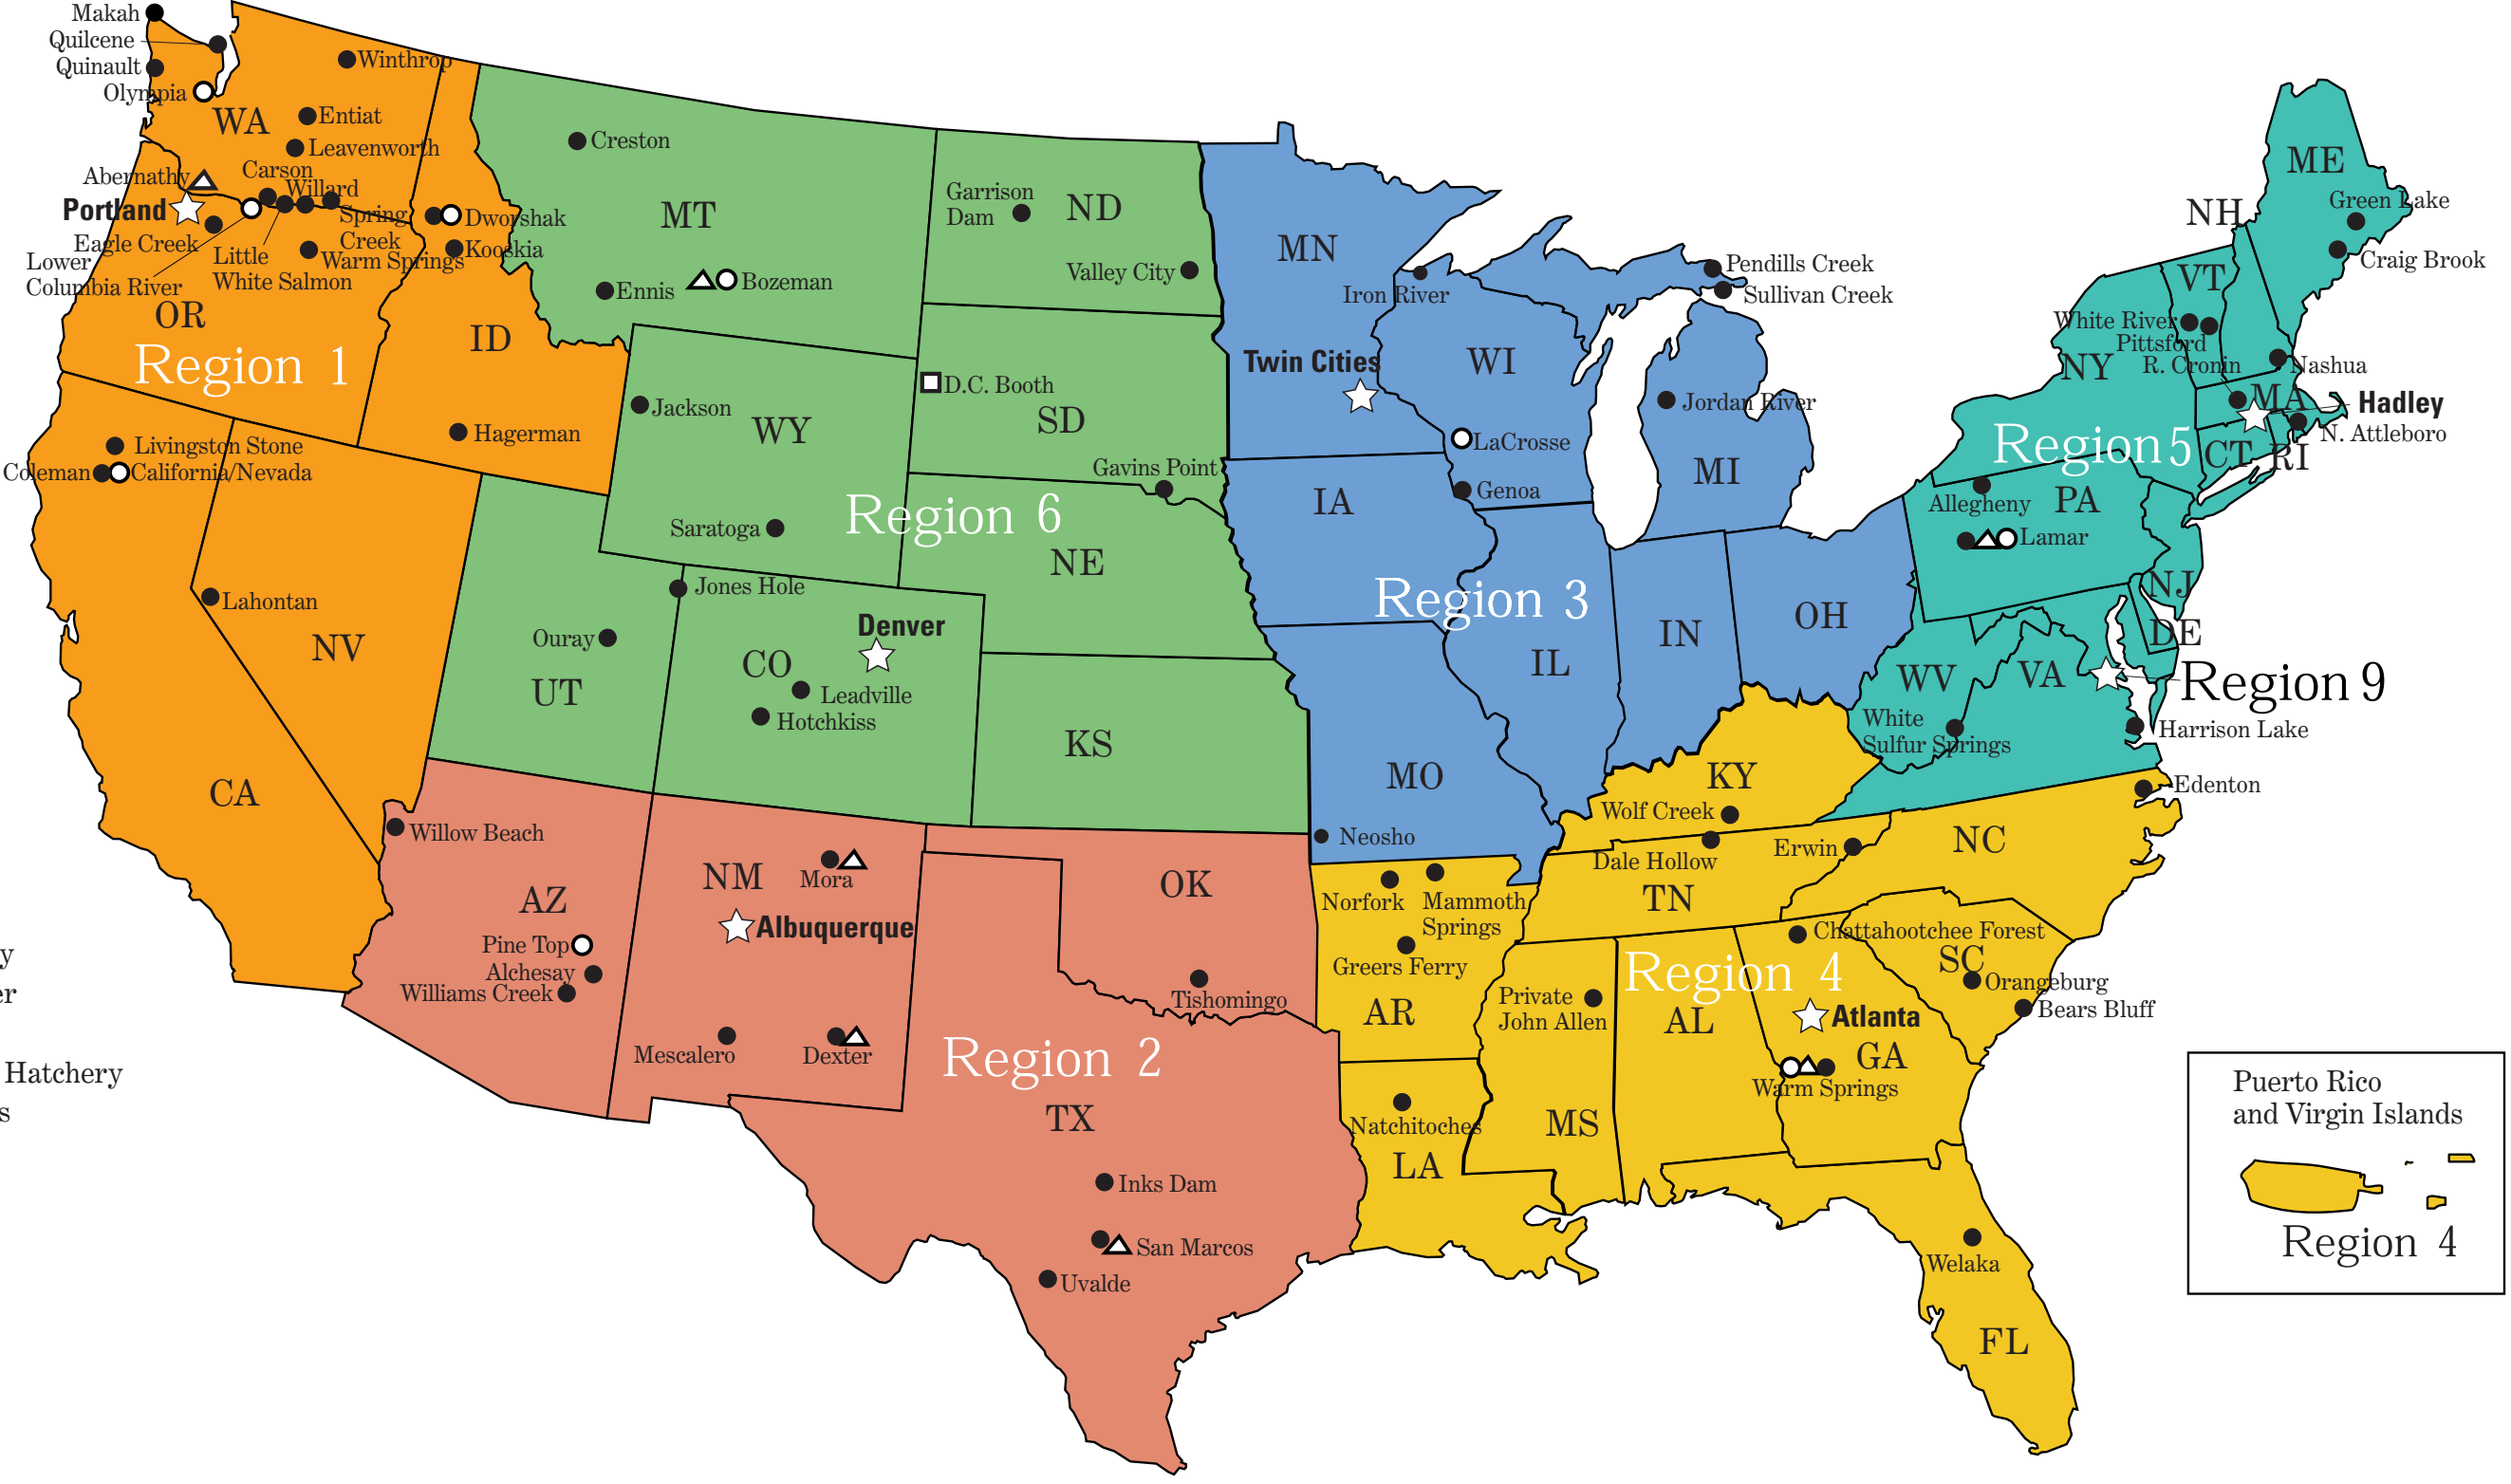 Makah
Quilcene
Quinault
Olympia
Winthrop
WA
Entiat
Leavenworth
Carson
Abernathy
Willard
Portland
Spring
Creek
Eagle Creek
Little
White Salmon
Warm Springs
Lower
Columbia River
Dworshak
Kooskia
OR
ID
Region 1
Hagerman
Livingston Stone
Coleman
California/Nevada
Lahontan
NV
CA
Creston
MT
Ennis
Bozeman
Garrison
Dam
ND
Valley City
D.C. Booth
SD
Jackson
WY
Gavins Point
Saratoga
Region 6
NE
Jones Hole
Denver
Ouray
CO
UT
Leadville
Hotchkiss
KS
MN
Iron River
Pendills Creek
Sullivan Creek
Twin Cities
WI
Jordan River
LaCrosse
MI
Genoa
IA
Region 3
OH
IN
IL
MO
Neosho
ME
Green Lake
NH
Craig Brook
VT
White River
Pittsford
NY
R. Cronin
Nashua
MA
Hadley
N. Attleboro
Region 5
CT
RI
Allegheny
PA
Lamar
NJ
DE
WV
VA
Region 9
White
Sulfur Springs
Harrison Lake
Willow Beach
AZ
NM
Mora
Albuquerque
Pine Top
Alchesay
Williams Creek
Mescalero
Dexter
OK
Tishomingo
Region 2
TX
Inks Dam
San Marcos
Uvalde
KY
Wolf Creek
Edenton
Dale Hollow
Erwin
NC
TN
Norfork
Mammoth
Springs
Greers Ferry
AR
Chattahootchee Forest
SC
Orangeburg
Bears Bluff
Region 4
Private
John Allen
AL
Atlanta
GA
Warm Springs
Natchitoches
MS
LA
Welaka
FL
Puerto Rico
and Virgin Islands
Region 4
y
er
Hatchery
s